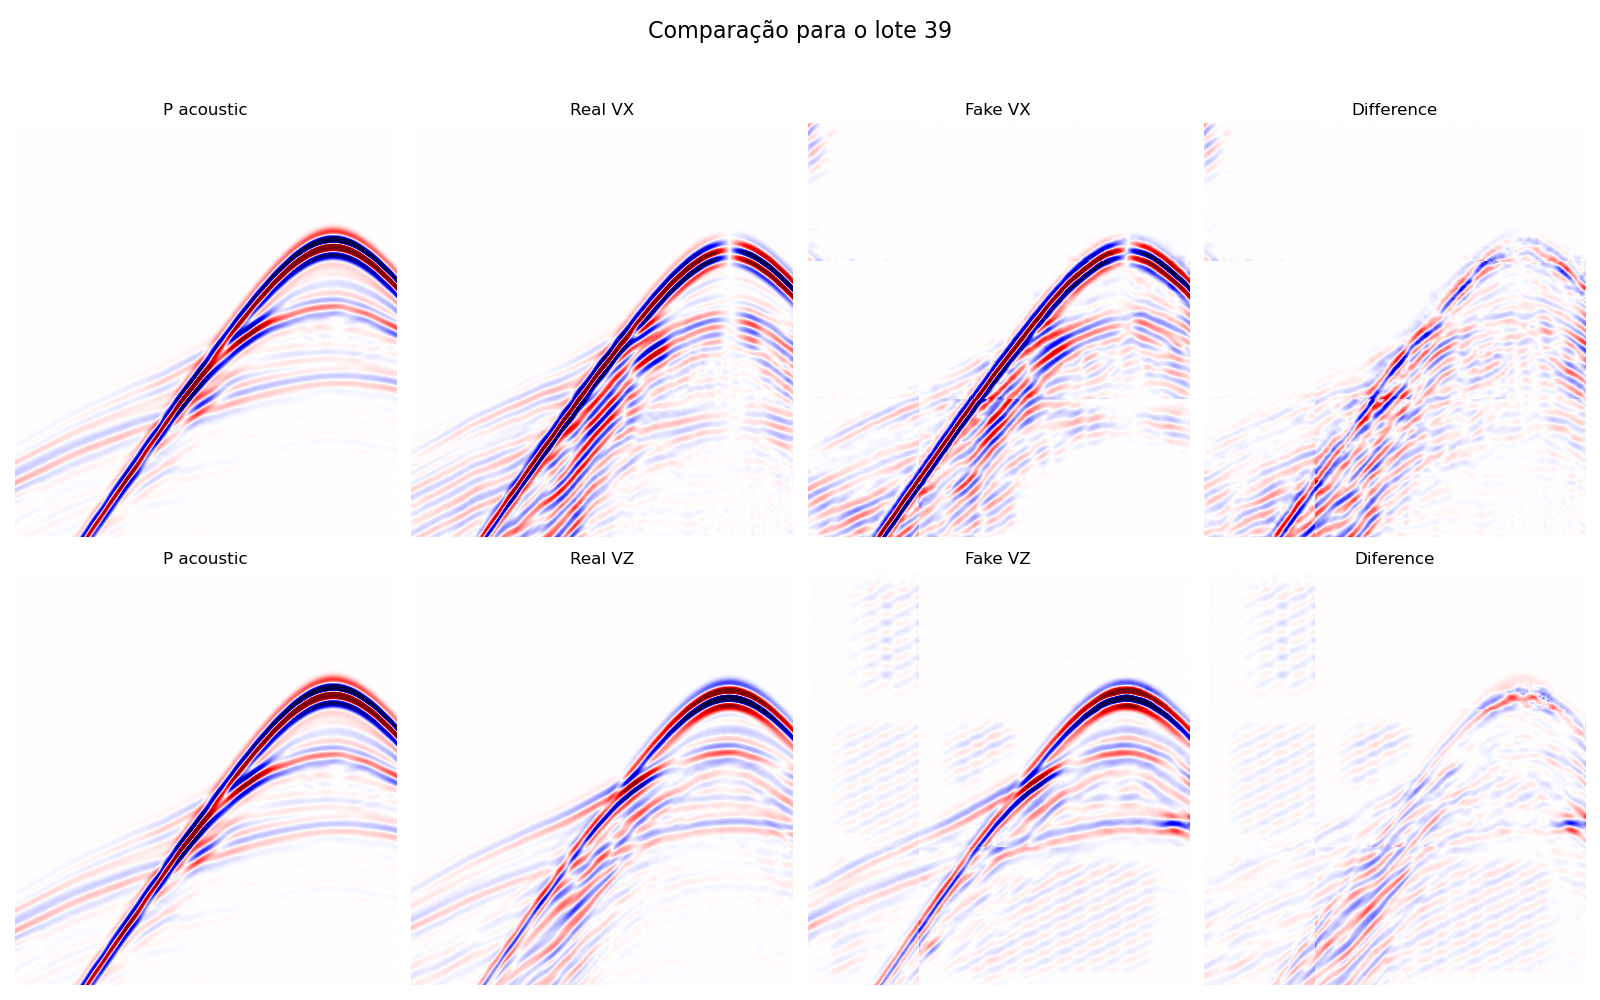 Comparação para o lote 39
P acoustic
Real VX
Fake VX
Difference
P acoustic
Real VZ
Fake VZ
Diference